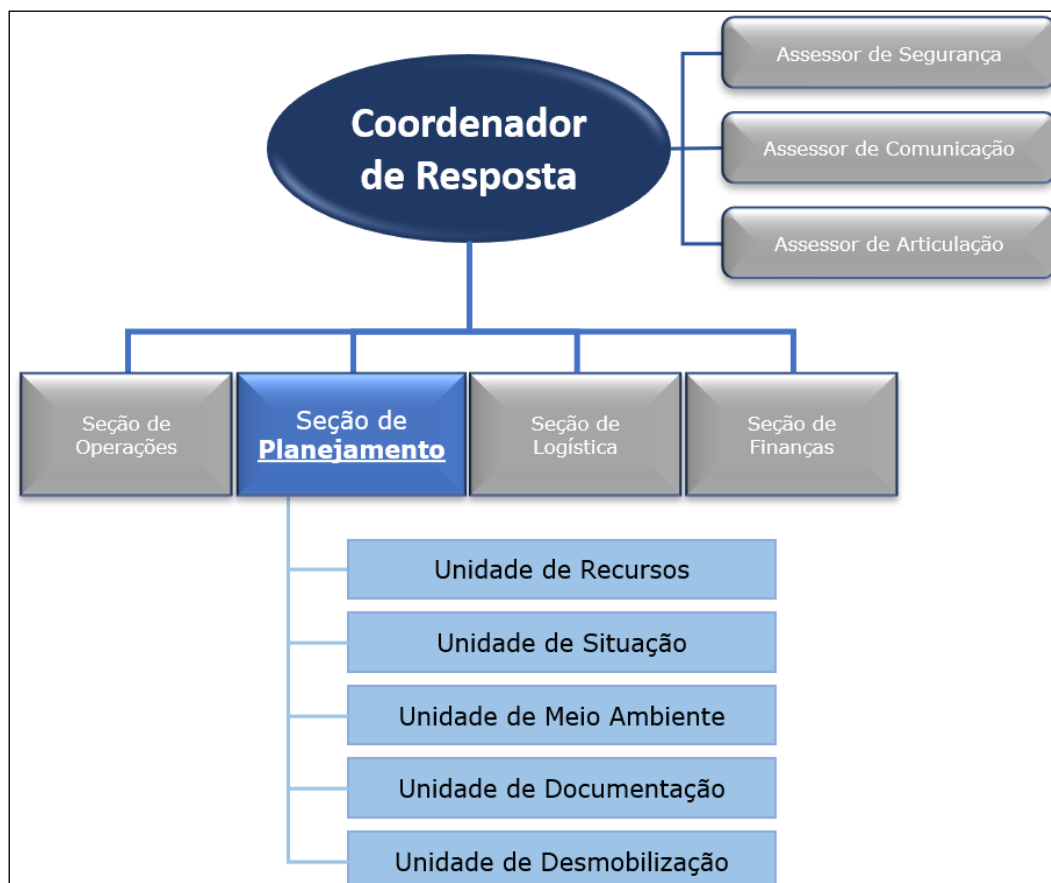 Assessor de Segurança
Coordenador
de Resposta
Assessor de Comunicação
Assessor de Articulação
Seção de
Operações
Seção de
Planejamento
Seção de
Logística
Seção de
Finanças
Unidade de Recursos
Unidade de Situação
Unidade de Meio Ambiente
Unidade de Documentação
Unidade de Desmobilização